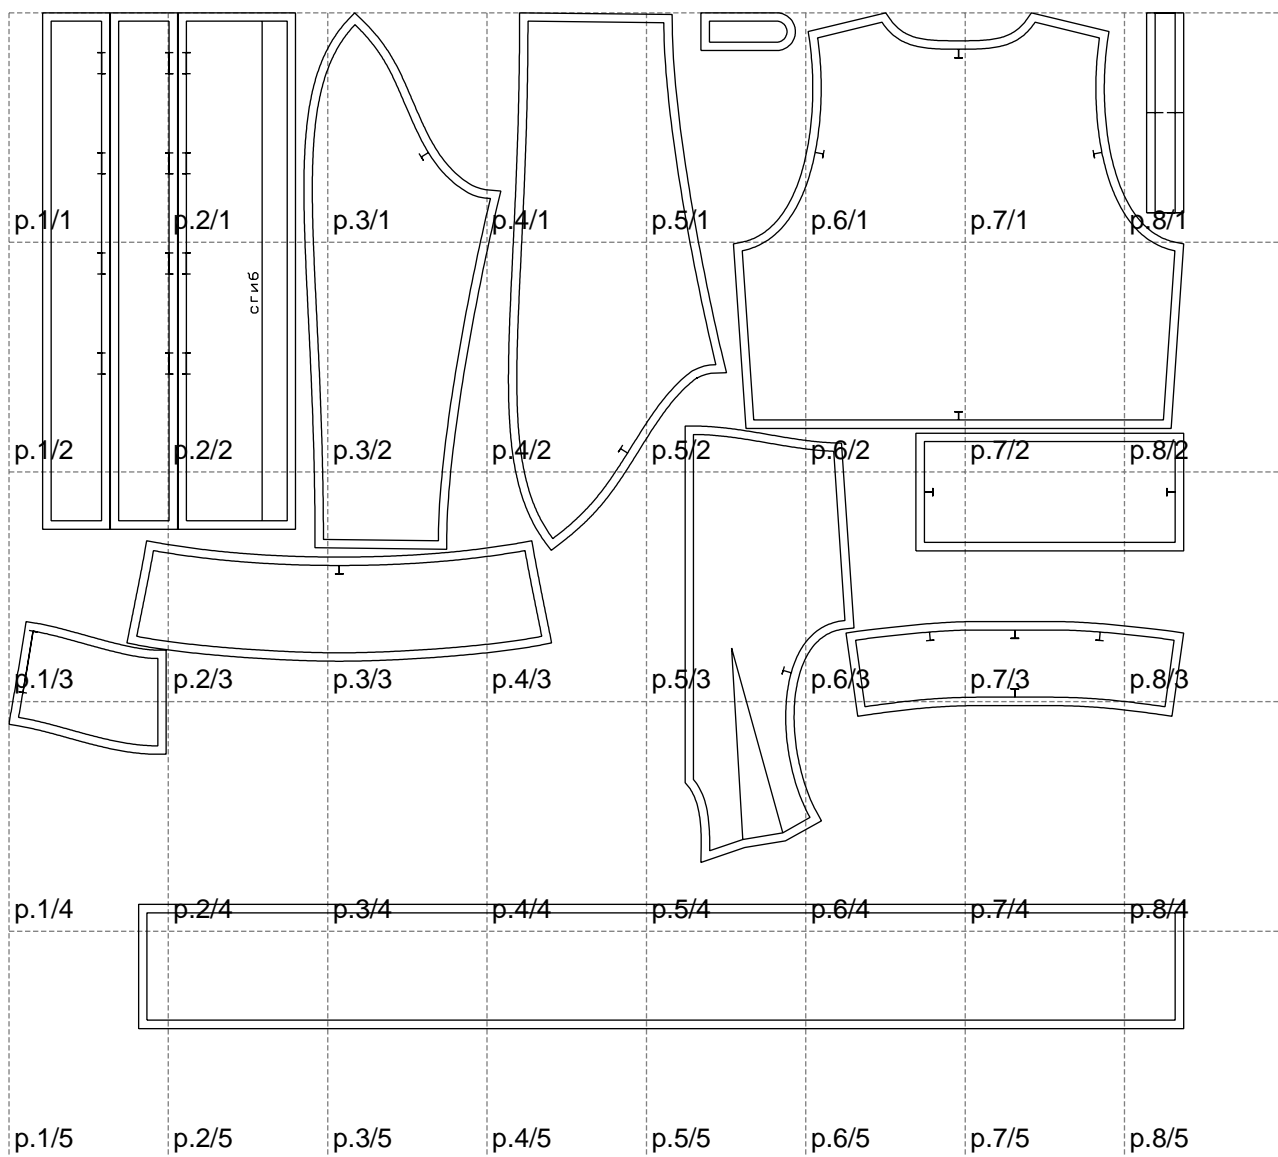 p.1/1 p.2/1 p.3/1 p.4/1 p.5/1 p.6/1 p.7/1 p.8/1
сгиб
p.1/2 p.2/2 p.3/2 p.4/2 p.5/2 p.6/2 p.7/2 p.8/2
p.1/3 p.2/3 p.3/3 p.4/3 p.5/3 p.6/3 p.7/3 p.8/3
p.1/4 p.2/4 p.3/4 p.4/4 p.5/4 p.6/4 p.7/4 p.8/4
p.1/5 p.2/5 p.3/5 p.4/5 p.5/5 p.6/5 p.7/5 p.8/5